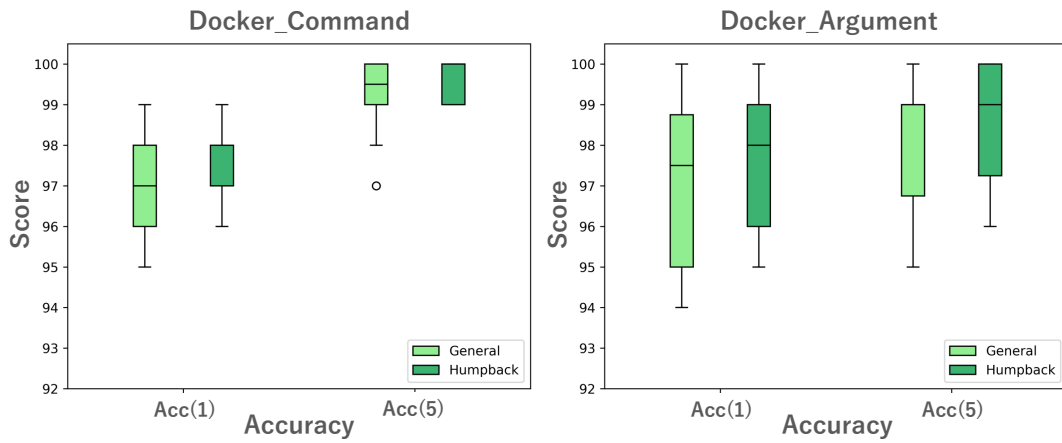 Docker_Command
100
99
98
97
96
95
94
93
92
Score
Acc(1)
Acc(5)
Accuracy
General
Humpback
Docker_Argument
100
99
98
97
96
95
94
93
92
Score
Acc(1)
Acc(5)
Accuracy
General
Humpback